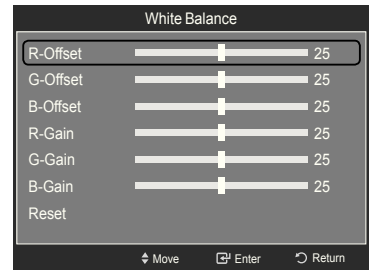 White Balance
R-Offset 25
G-Offset 25
B-Offset 25
R-Gain 25
G-Gain 25
B-Gain 25
Reset
Move Enter Return